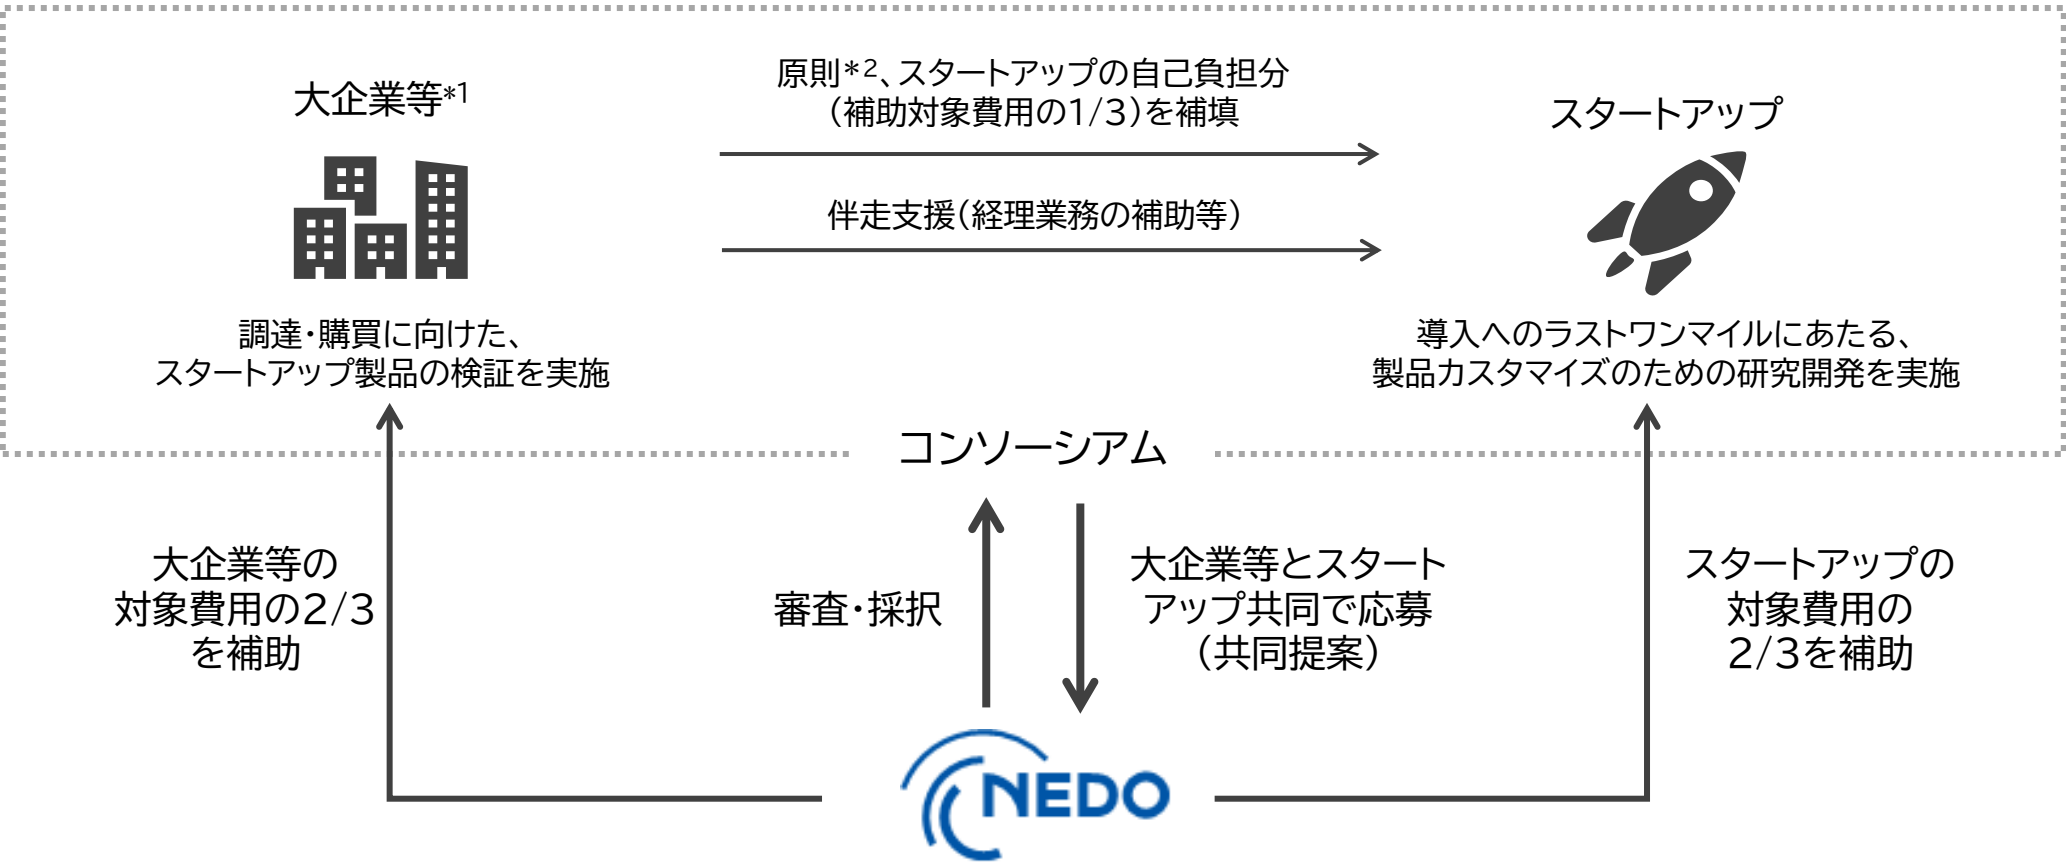 大企業等*1
原則*2、スタートアップの自己負担分
（補助対象費用の1/3）を補填
スタートアップ
伴走支援（経理業務の補助等）
調達・購買に向けた、
スタートアップ製品の検証を実施
導入へのラストワンマイルにあたる、
製品カスタマイズのための研究開発を実施
コンソーシアム
大企業等の
対象費用の2/3
を補助
審査・採択
大企業等とスタート
アップ共同で応募
（共同提案）
スタートアップの
対象費用の
2/3を補助
NEDO